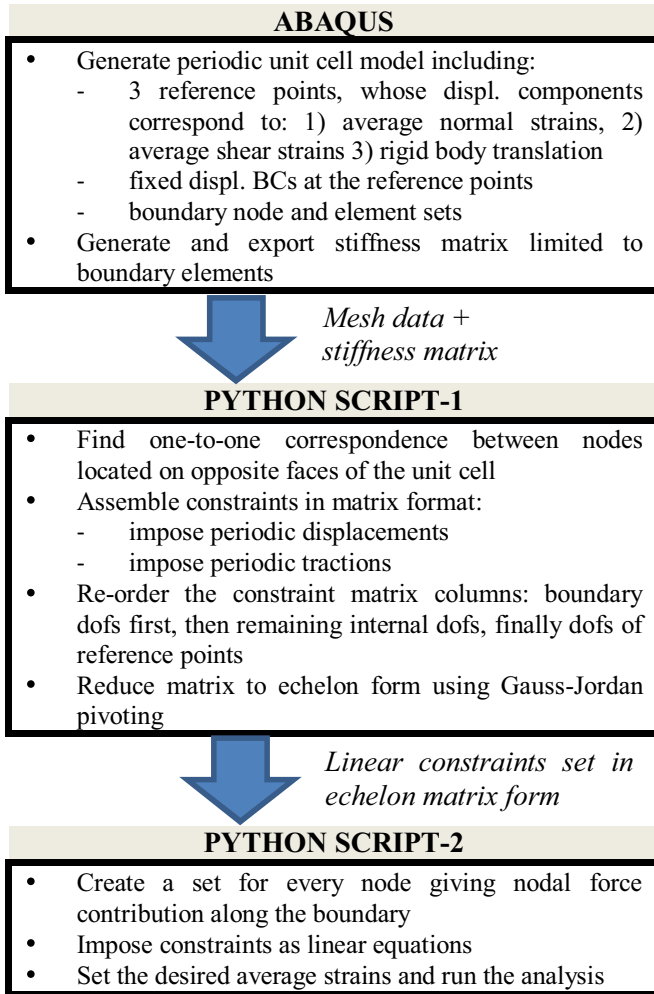 ABAQUS
• Generate periodic unit cell model including:
- 3 reference points, whose displ. components
correspond to: 1) average normal strains, 2)
average shear strains 3) rigid body translation
- fixed displ. BCs at the reference points
- boundary node and element sets
• Generate and export stiffness matrix limited to
boundary elements
Mesh data +
stiffness matrix
PYTHON SCRIPT-1
• Find one-to-one correspondence between nodes
located on opposite faces of the unit cell
• Assemble constraints in matrix format:
- impose periodic displacements
- impose periodic tractions
• Re-order the constraint matrix columns: boundary
dofs first, then remaining internal dofs, finally dofs of
reference points
• Reduce matrix to echelon form using Gauss-Jordan
pivoting
Linear constraints set in
echelon matrix form
PYTHON SCRIPT-2
• Create a set for every node giving nodal force
contribution along the boundary
• Impose constraints as linear equations
• Set the desired average strains and run the analysis